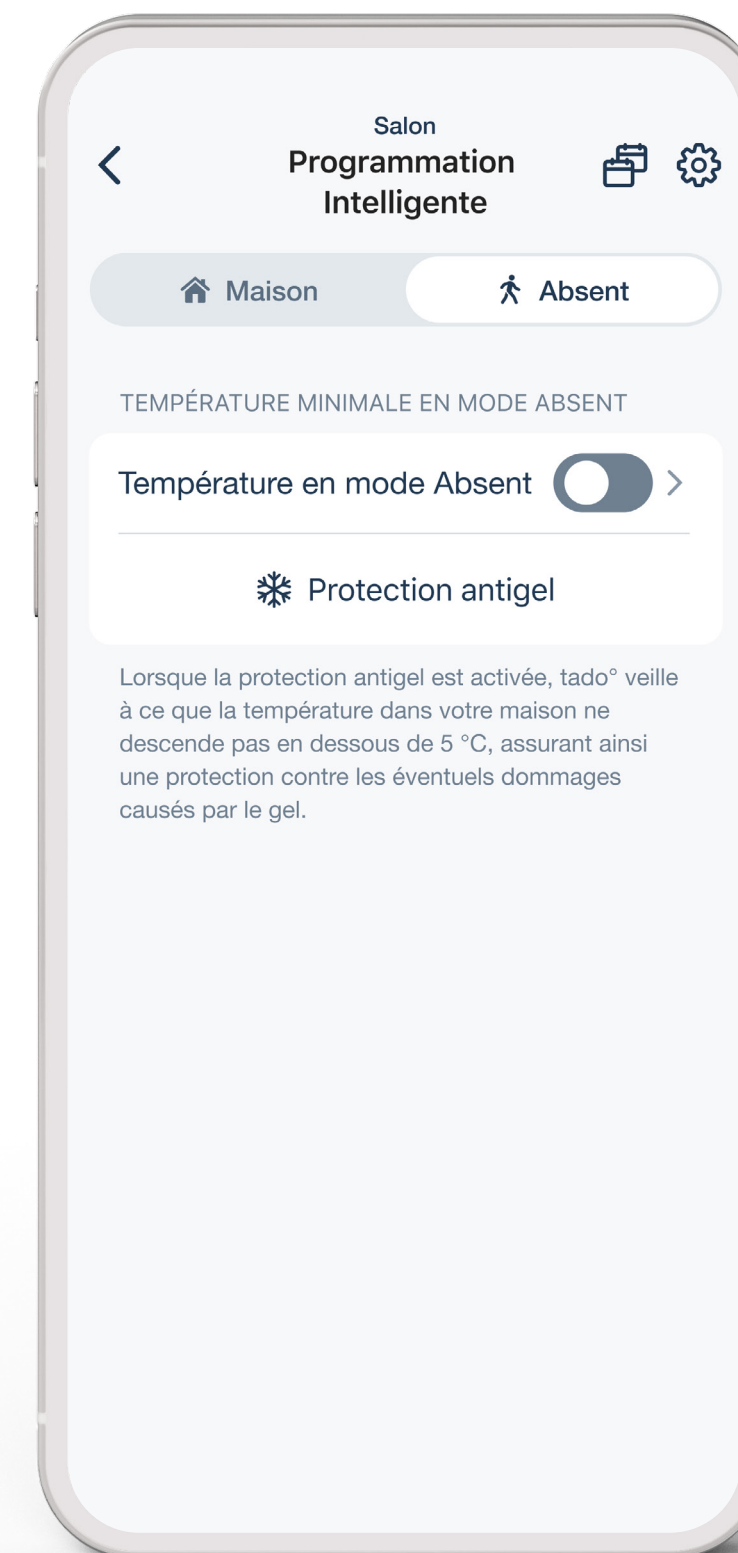 Salon
Programmation
Intelligente
Maison
Absent
TEMPÉRATURE MINIMALE EN MODE ABSENT
Température en mode Absent
Protection antigel
Lorsque la protection antigel est activée, tado° veille
à ce que la température dans votre maison ne
descende pas en dessous de 5 °C, assurant ainsi
une protection contre les éventuels dommages
causés par le gel.